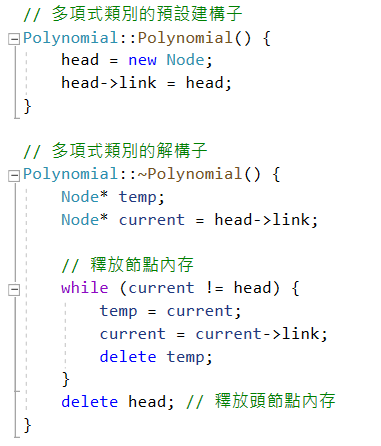 // 多項式類別的預設建構子
Polynomial::Polynomial() {
    head = new Node;
    head->link = head;
}

// 多項式類別的解構子
Polynomial::~Polynomial() {
    Node* temp;
    Node* current = head->link;

    // 釋放節點內存
    while (current != head) {
        temp = current;
        current = current->link;
        delete temp;
    }
    delete head; // 釋放頭節點內存
}